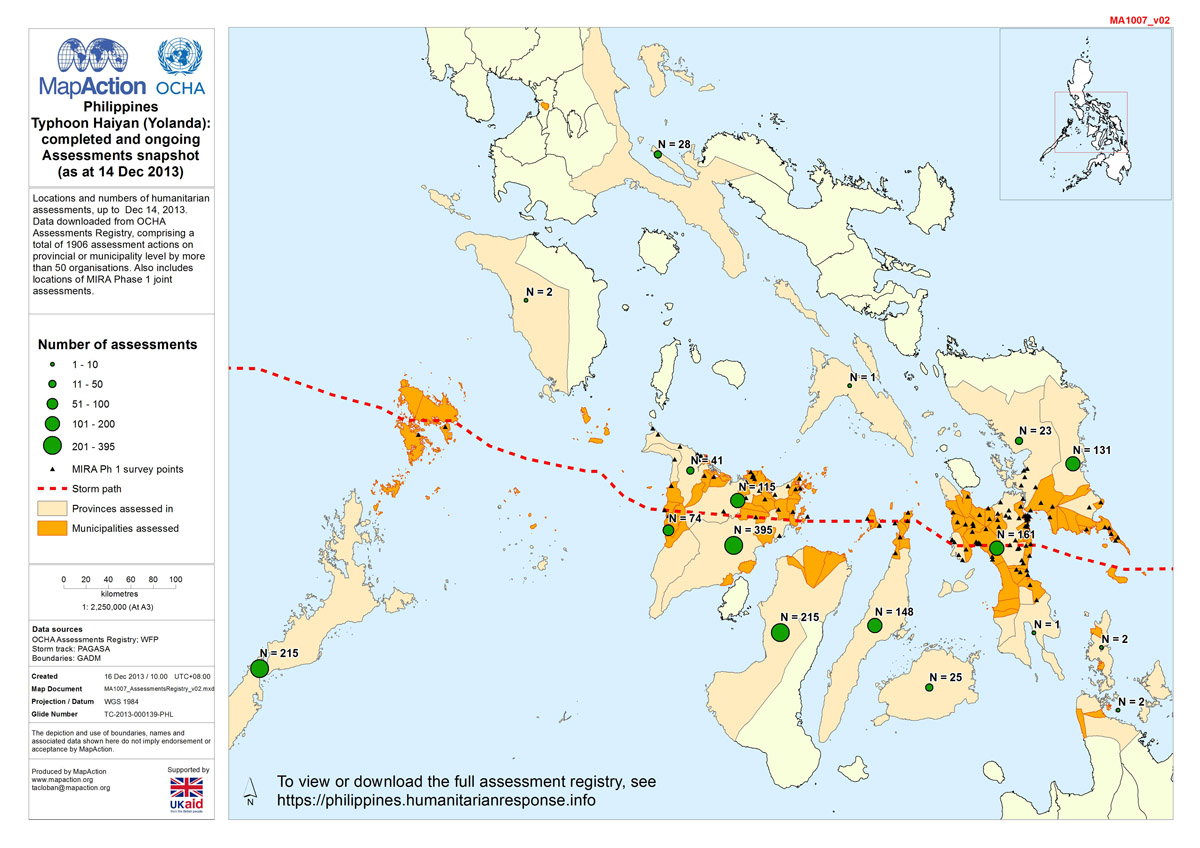 MA1007_v02
MapAction
OCHA
Philippines
Typhoon Haiyan (Yolanda):
completed and ongoing
Assessments snapshot
(as at 14 Dec 2013)
Locations and numbers of humanitarian
assessments, up to Dec 14, 2013.
Data downloaded from OCHA
Assessments Registry, comprising a
total of 1906 assessment actions on
provincial or municipality level by more
than 50 organisations. Also includes
locations of MIRA Phase 1 joint
assessments.
Number of assessments
1 - 10
11 - 50
51 - 100
101 - 200
201 - 395
MIRA Ph 1 survey points
Storm path
Provinces assessed in
Municipalities assessed
0 20 40 60 80 100
kilometres
1: 2,250,000 (At A3)
Data sources
OCHA Assessments Registry; WFP
Storm track: PAGASA
Boundaries: GADM
Created 16 Dec 2013 / 10.00 UTC+08:00
Map Document MA1007_AssessmentsRegistry_v02.mxd
Projection / Datum WGS 1984
Glide Number TC-2013-000139-PHL
The depiction and use of boundaries, names and
associated data shown here do not imply endorsement or
acceptance by MapAction.
Produced by MapAction
www.mapaction.org
tacloban@mapaction.org
Supported by
UKaid
from the British people
N = 28
N = 2
N = 1
N = 23
N = 131
N = 41
N = 115
N = 74
N = 395
N = 161
N = 215
N = 148
N = 1
N = 2
N = 215
N = 25
N = 2
N
To view or download the full assessment registry, see
https://philippines.humanitarianresponse.info